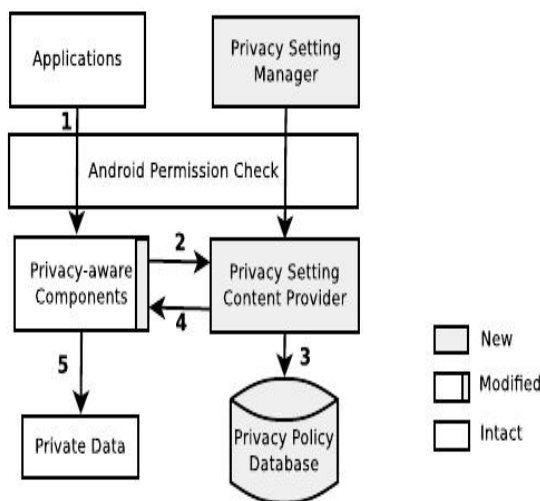 Applications
Privacy Setting
Manager
1
Android Permission Check
Privacy-aware
Components
2
Privacy Setting
Content Provider
4
5
3
Private Data
Privacy Policy
Database
New
Modified
Intact